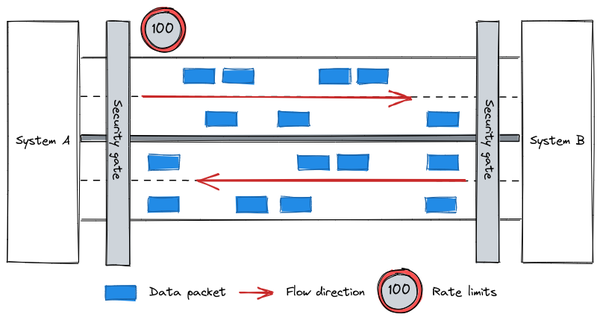 100
System A
Security gate
Security gate
System B
Data packet
Flow direction
100
Rate limits